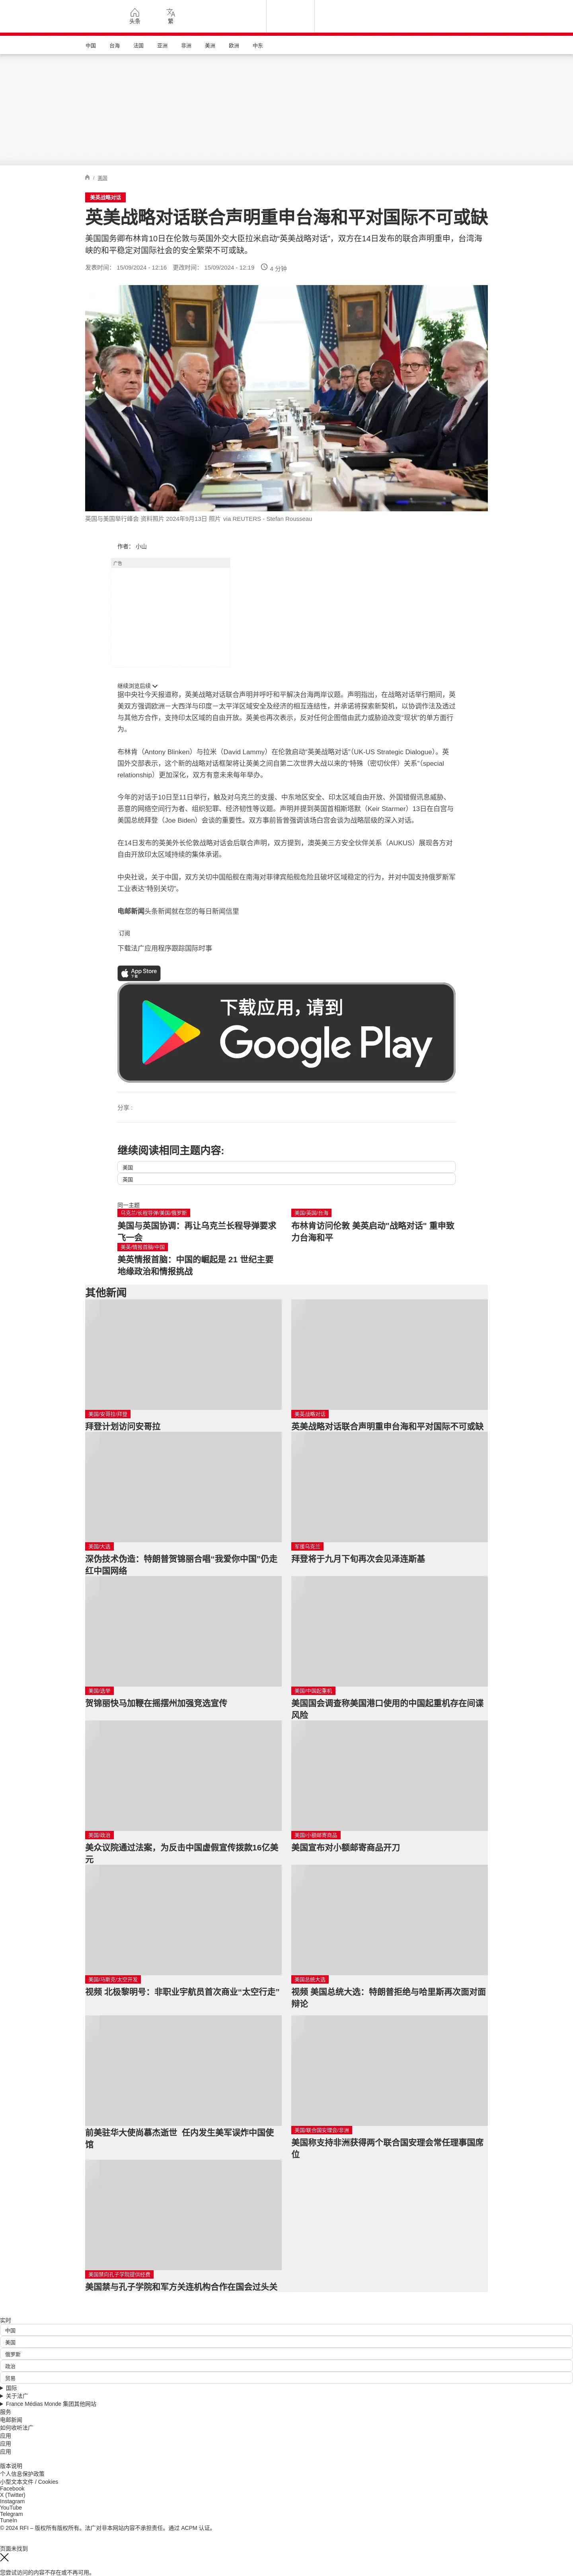 头条
繁
中国
台海
法国
亚洲
非洲
美洲
欧洲
中东
/ 英国
美英战略对话
英美战略对话联合声明重申台海和平对国际不可或缺
美国国务卿布林肯10日在伦敦与英国外交大臣拉米启动“英美战略对话”，双方在14日发布的联合声明重申，台湾海
峡的和平稳定对国际社会的安全繁荣不可或缺。
发表时间： 15/09/2024 - 12:16 更改时间： 15/09/2024 - 12:19 4 分钟
英国与美国举行峰会 资料照片 2024年9月13日 照片 via REUTERS - Stefan Rousseau
作者： 小山
广告
继续浏览后续
据中央社今天报道称，英美战略对话联合声明并呼吁和平解决台海两岸议题。声明指出，在战略对话举行期间，英
美双方强调欧洲－大西洋与印度－太平洋区域安全及经济的相互连结性，并承诺将探索新契机，以协调作法及透过
与其他方合作，支持印太区域的自由开放。英美也再次表示，反对任何企图借由武力或胁迫改变“现状”的单方面行
为。
布林肯（Antony Blinken）与拉米（David Lammy）在伦敦启动“英美战略对话”（UK-US Strategic Dialogue）。英
国外交部表示，这个新的战略对话框架将让英美之间自第二次世界大战以来的“特殊（密切伙伴）关系”（special
relationship）更加深化，双方有意未来每年举办。
今年的对话于10日至11日举行，触及对乌克兰的支援、中东地区安全、印太区域自由开放、外国错假讯息威胁、
恶意的网络空间行为者、组织犯罪、经济韧性等议题。声明并提到英国首相斯塔默（Keir Starmer）13日在白宫与
美国总统拜登（Joe Biden）会谈的重要性。双方事前皆曾强调该场白宫会谈为战略层级的深入对话。
在14日发布的英美外长伦敦战略对话会后联合声明，双方提到，澳英美三方安全伙伴关系（AUKUS）展现各方对
自由开放印太区域持续的集体承诺。
中央社说，关于中国，双方关切中国船舰在南海对菲律宾船舰危险且破坏区域稳定的行为，并对中国支持俄罗斯军
工业表达“特别关切”。
电邮新闻头条新闻就在您的每日新闻信里
订阅
下载法广应用程序跟踪国际时事
App Store
下载
下载应用，请到
Google Play
分享 :
继续阅读相同主题内容:
美国
英国
同一主题
乌克兰/长程导弹/美国/俄罗斯
美国与英国协调：再让乌克兰长程导弹要求
飞一会
美国/英国/台海
布林肯访问伦敦 美英启动"战略对话" 重申致
力台海和平
美英/情报首脑/中国
美英情报首脑：中国的崛起是 21 世纪主要
地缘政治和情报挑战
其他新闻
美国/安哥拉/拜登
拜登计划访问安哥拉
美英战略对话
英美战略对话联合声明重申台海和平对国际不可或缺
美国/大选
深伪技术伪造：特朗普贺锦丽合唱“我爱你中国”仍走
红中国网络
军援乌克兰
拜登将于九月下旬再次会见泽连斯基
美国/选举
贺锦丽快马加鞭在摇摆州加强竞选宣传
美国/中国起重机
美国国会调查称美国港口使用的中国起重机存在间谍
风险
美国/政治
美众议院通过法案，为反击中国虚假宣传拨款16亿美
元
美国/小额邮寄商品
美国宣布对小额邮寄商品开刀
美国/马斯克/太空开发
视频 北极黎明号：非职业宇航员首次商业“太空行走”
美国总统大选
视频 美国总统大选：特朗普拒绝与哈里斯再次面对面
辩论
前美驻华大使尚慕杰逝世 任内发生美军误炸中国使
馆
美国/联合国安理会/非洲
美国称支持非洲获得两个联合国安理会常任理事国席
位
美国禁向孔子学院提供经费
美国禁与孔子学院和军方关连机构合作在国会过头关
实时
中国
美国
俄罗斯
政治
贸易
国际
关于法广
France Médias Monde 集团其他网站
服务
电邮新闻
如何收听法广
应用
应用
应用
版本说明
个人信息保护政策
小型文本文件 / Cookies
Facebook
X (Twitter)
Instagram
YouTube
Telegram
TuneIn
© 2024 RFI – 版权所有版权所有。法广对非本网站内容不承担责任。通过 ACPM 认证。
页面未找到
您尝试访问的内容不存在或不再可用。